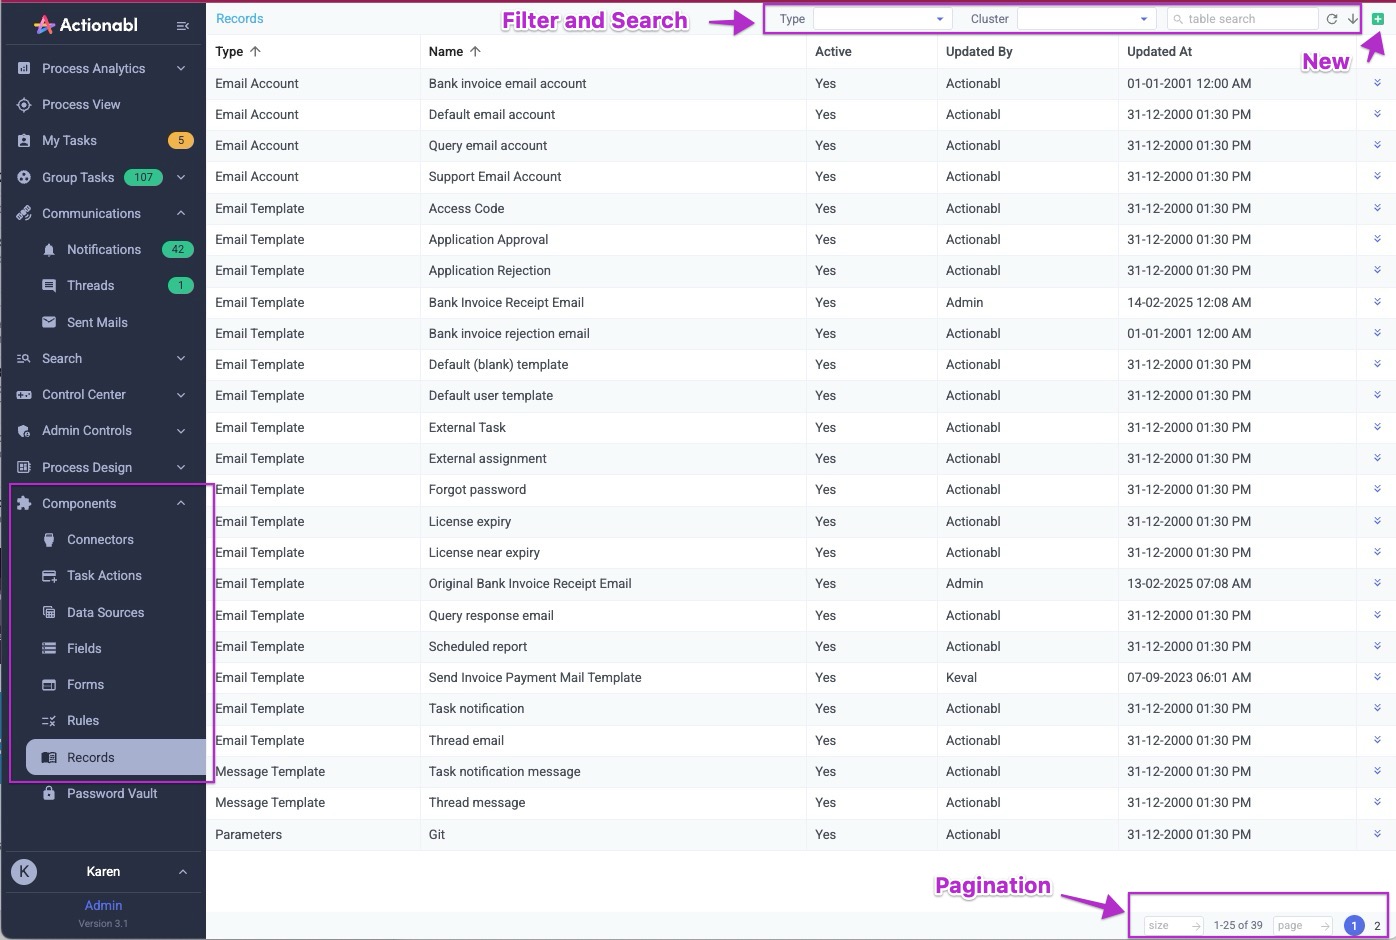 Actionabl
Process Analytics
Process View
My Tasks 5
Group Tasks 107
Communications
Notifications 42
Threads 1
Sent Mails
Search
Control Center
Admin Controls
Process Design
Components
Connectors
Task Actions
Data Sources
Fields
Forms
Rules
Records
Password Vault
K Karen
Admin
Version 3.1
Records Filter and Search Type Cluster table search
New
Type Name Active Updated By Updated At
Email Account Bank invoice email account Yes Actionabl 01-01-2001 12:00 AM
Email Account Default email account Yes Actionabl 31-12-2000 01:30 PM
Email Account Query email account Yes Actionabl 31-12-2000 01:30 PM
Email Account Support Email Account Yes Actionabl 31-12-2000 01:30 PM
Email Template Access Code Yes Actionabl 31-12-2000 01:30 PM
Email Template Application Approval Yes Actionabl 31-12-2000 01:30 PM
Email Template Application Rejection Yes Actionabl 31-12-2000 01:30 PM
Email Template Bank Invoice Receipt Email Yes Admin 14-02-2025 12:08 AM
Email Template Bank invoice rejection email Yes Actionabl 01-01-2001 12:00 AM
Email Template Default (blank) template Yes Actionabl 31-12-2000 01:30 PM
Email Template Default user template Yes Actionabl 31-12-2000 01:30 PM
Email Template External Task Yes Actionabl 31-12-2000 01:30 PM
Email Template External assignment Yes Actionabl 31-12-2000 01:30 PM
Email Template Forgot password Yes Actionabl 31-12-2000 01:30 PM
Email Template License expiry Yes Actionabl 31-12-2000 01:30 PM
Email Template License near expiry Yes Actionabl 31-12-2000 01:30 PM
Email Template Original Bank Invoice Receipt Email Yes Admin 13-02-2025 07:08 AM
Email Template Query response email Yes Actionabl 31-12-2000 01:30 PM
Email Template Scheduled report Yes Actionabl 31-12-2000 01:30 PM
Email Template Send Invoice Payment Mail Template Yes Keval 07-09-2023 06:01 AM
Email Template Task notification Yes Actionabl 31-12-2000 01:30 PM
Email Template Thread email Yes Actionabl 31-12-2000 01:30 PM
Message Template Task notification message Yes Actionabl 31-12-2000 01:30 PM
Message Template Thread message Yes Actionabl 31-12-2000 01:30 PM
Parameters Git Yes Actionabl 31-12-2000 01:30 PM
Pagination
size 1-25 of 39 page 1 2